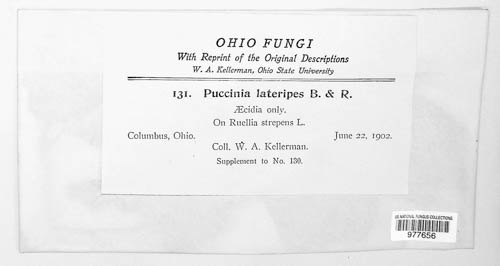 OHIO FUNGI
With Reprint of the Original Descriptions
W. A. Kellerman, Ohio State University
131. Puccinia lateripes B. & R.
Æcidia only.
On Ruellia strepens L.
Columbus, Ohio. June 22, 1902.
Coll. W. A. Kellerman.
Supplement to No. 130.
US NATIONAL FUNGUS COLLECTIONS
977656